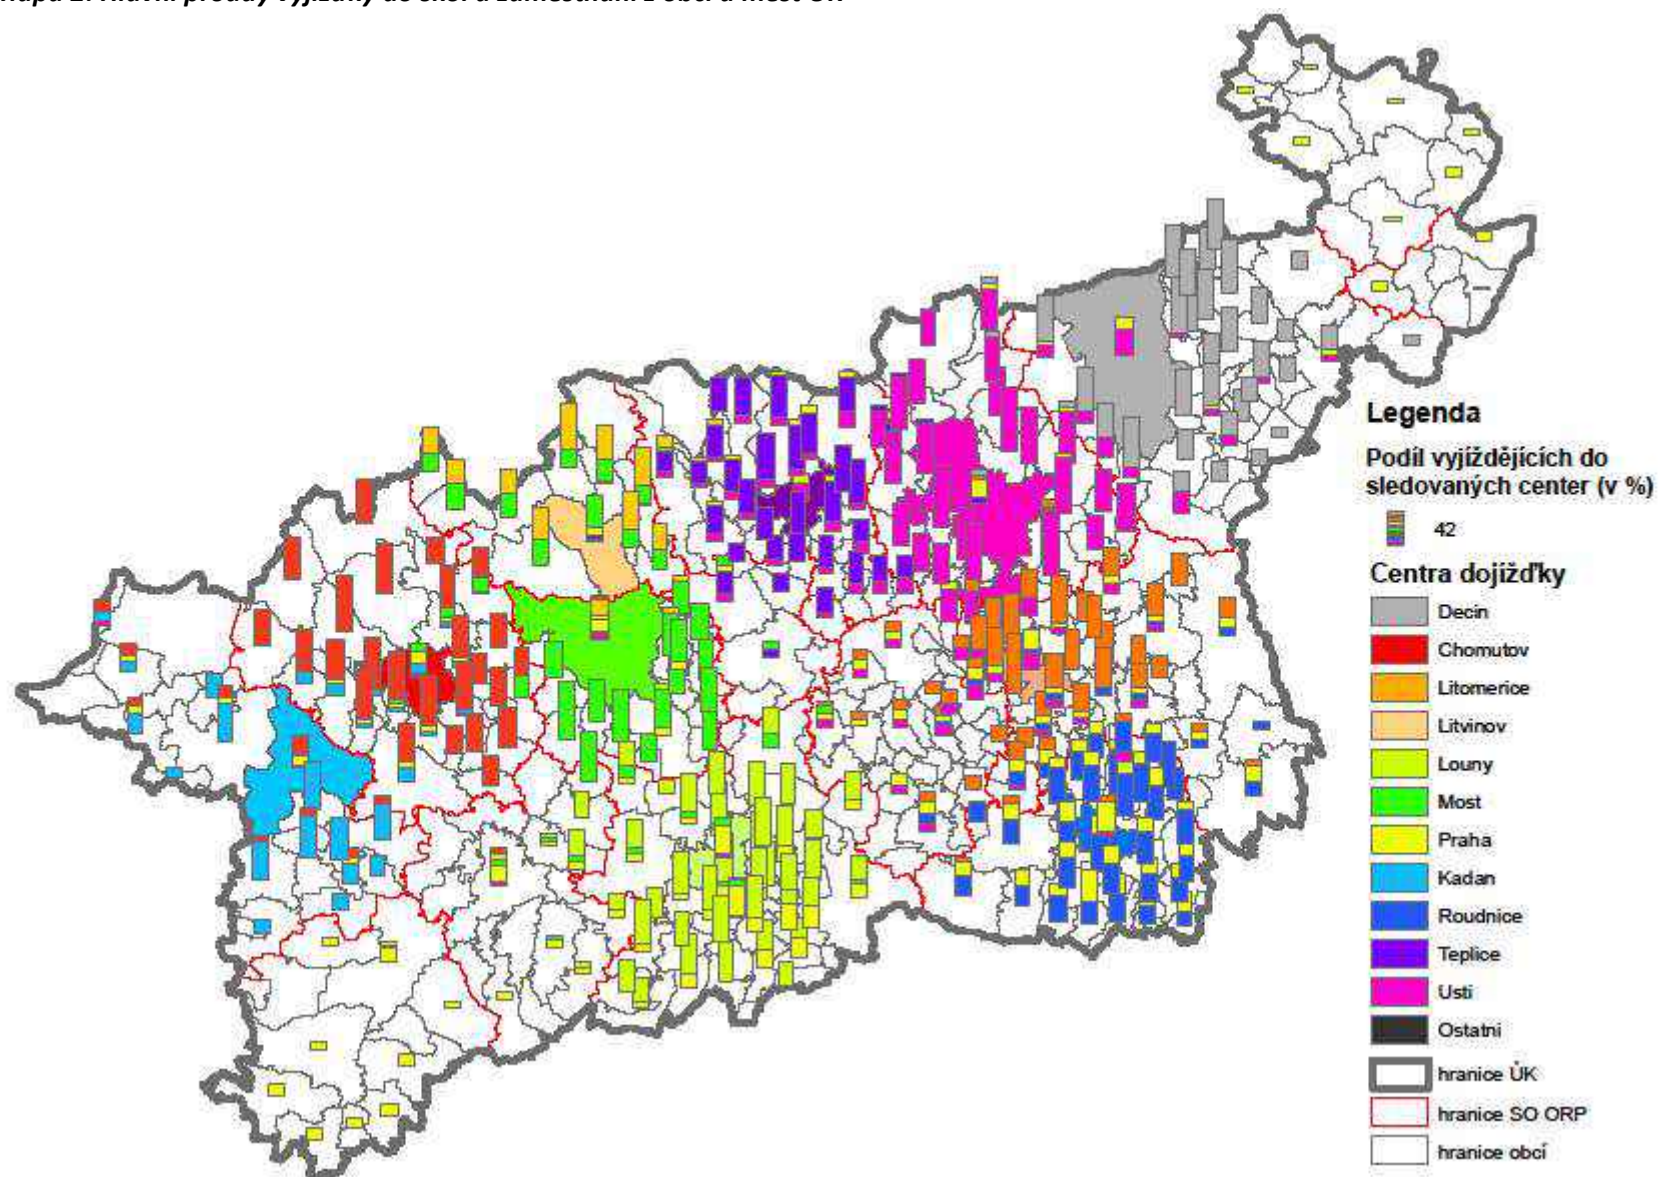 Legenda
Podíl vyjíždějících do
sledovaných center (v %)
42
Centra dojížďky
Decin
Chomutov
Litomerice
Litvinov
Louny
Most
Praha
Kadan
Roudnice
Teplice
Usti
Ostatni
hranice ÚK
hranice SO ORP
hranice obcí